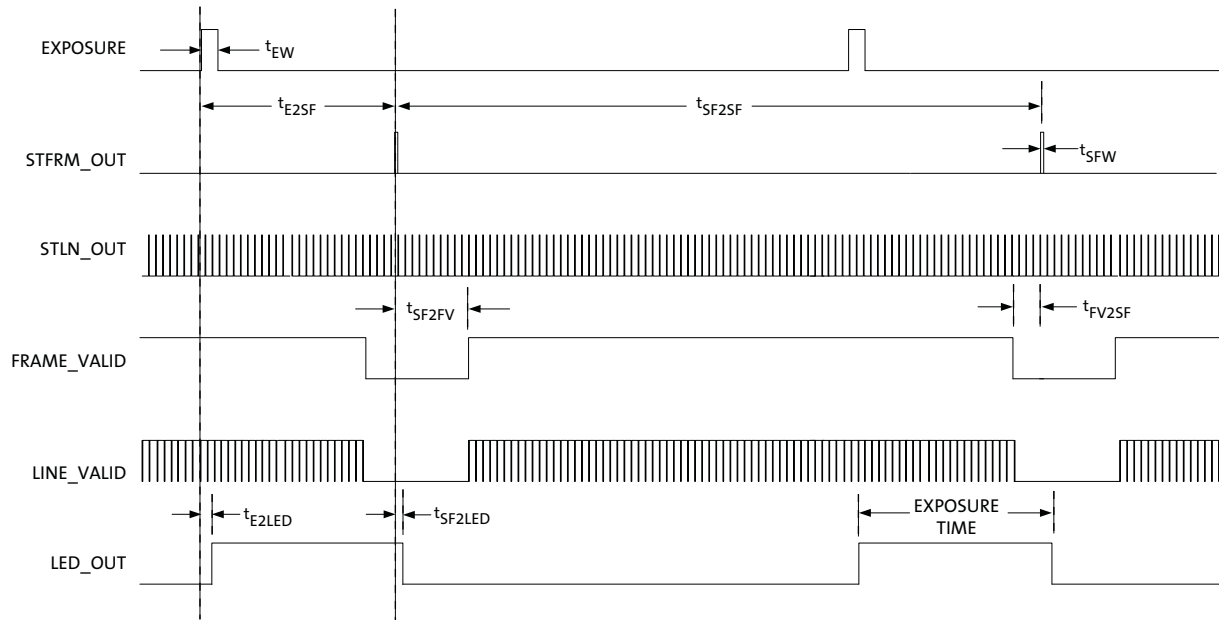 EXPOSURE
tEW
tE2SF
tSF2SF
STFRM_OUT
tSFW
STLN_OUT
tSF2FV
tFV2SF
FRAME_VALID
LINE_VALID
tE2LED
tSF2LED
EXPOSURE
TIME
LED_OUT